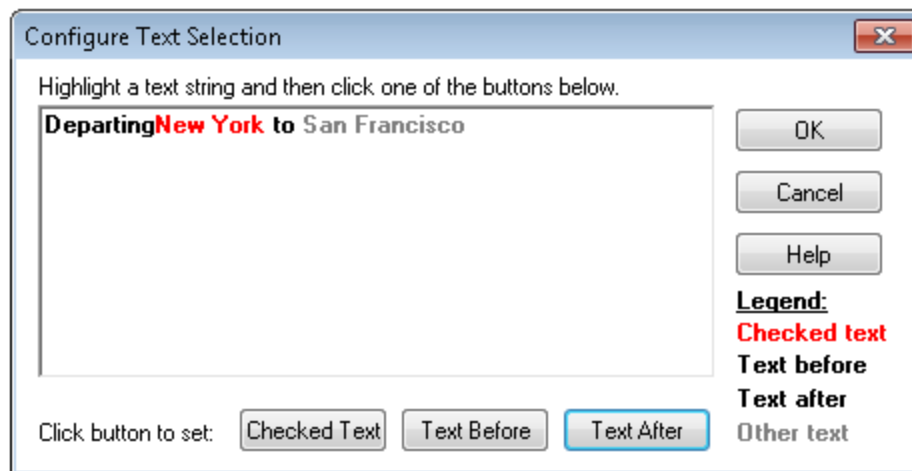 Configure Text Selection
Highlight a text string and then click one of the buttons below.
DepartingNew York to San Francisco
OK
Cancel
Help
Legend:
Checked text
Text before
Text after
Other text
Click button to set: Checked Text Text Before Text After